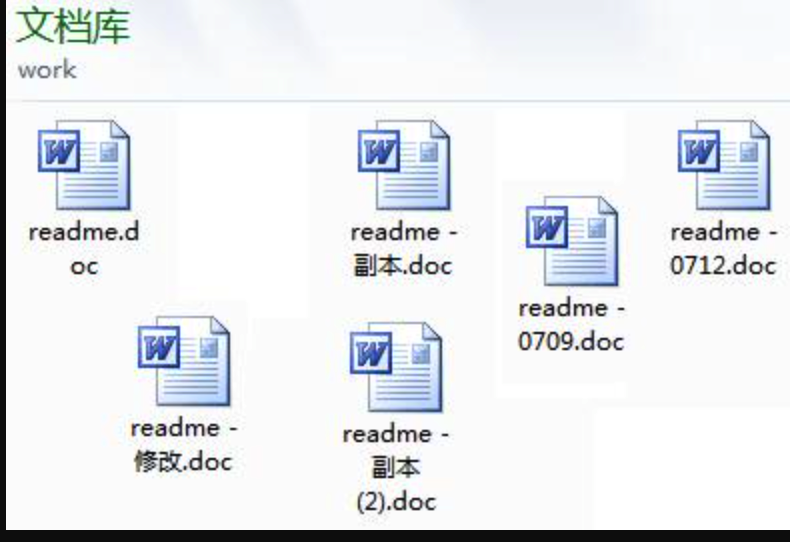 文档库
work
readme.d
oc
readme -
副本.doc
readme -
0709.doc
readme -
0712.doc
readme -
修改.doc
readme -
副本
(2).doc